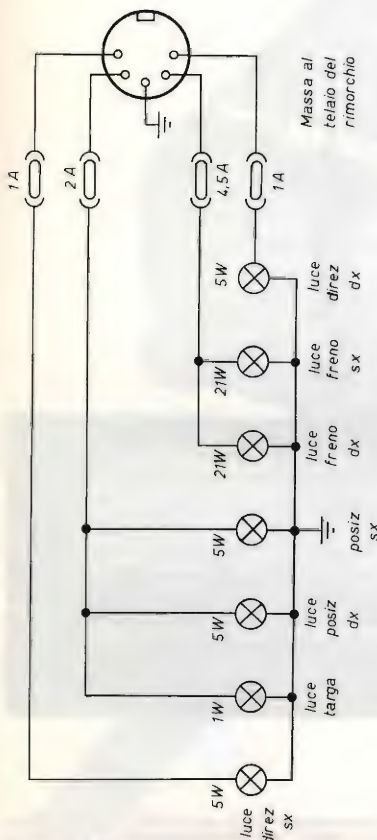 1A
2A
4,5A
1A
5W
1W
5W
5W
21W
21W
5W
luce
direz
sx
luce
targa
luce
posiz
dx
posiz
sx
luce
freno
dx
luce
freno
sx
luce
direz
dx
Massa al
telaio del
rimorchio